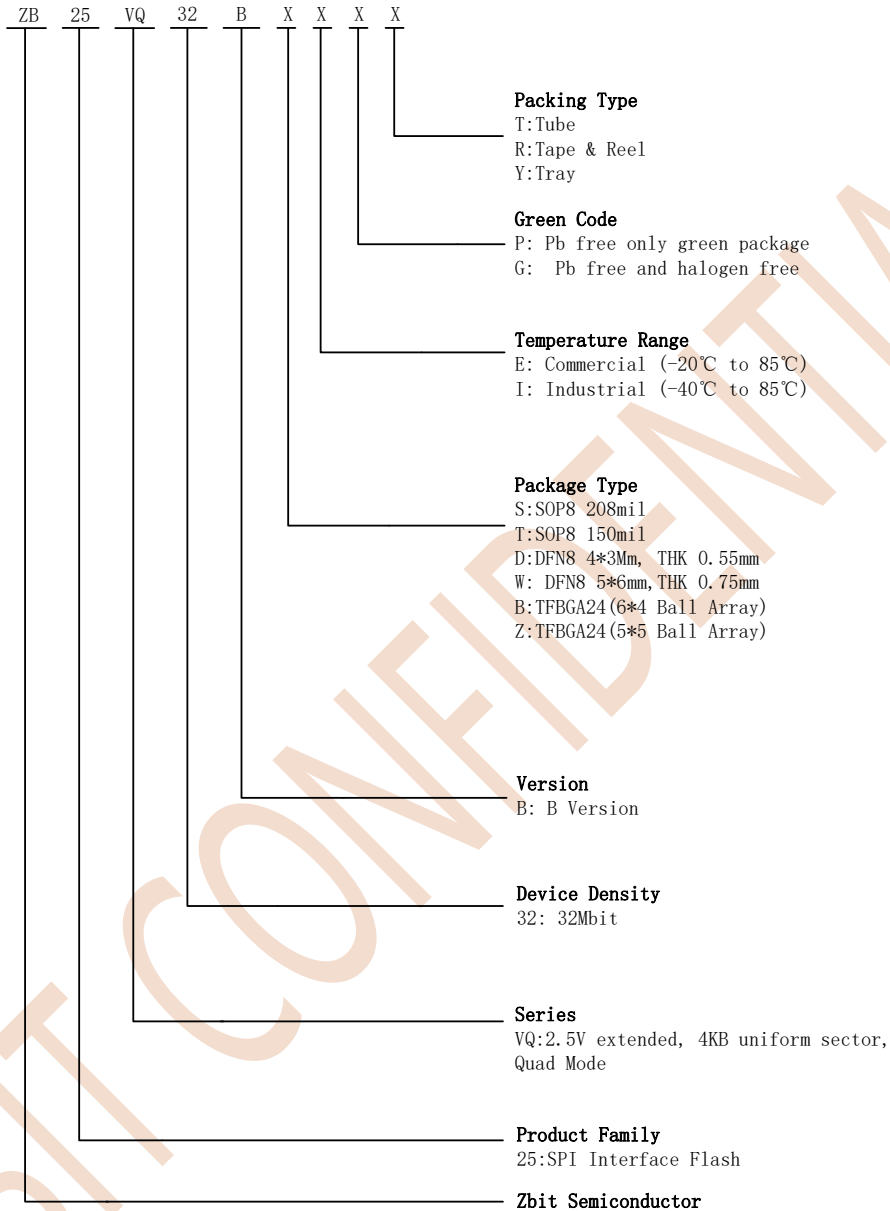 ZB 25 VQ 32 B X X X X
Packing Type
T:Tube
R:Tape & Reel
Y:Tray
Green Code
P: Pb free only green package
G: Pb free and halogen free
Temperature Range
E: Commercial (-20℃ to 85℃)
I: Industrial (-40℃ to 85℃)
Package Type
S:SOP8 208mil
T:SOP8 150mil
D:DFN8 4*3Mm, THK 0.55mm
W: DFN8 5*6mm,THK 0.75mm
B:TFBGA24(6*4 Ball Array)
Z:TFBGA24(5*5 Ball Array)
Version
B: B Version
Device Density
32: 32Mbit
Series
VQ:2.5V extended, 4KB uniform sector,
Quad Mode
Product Family
25:SPI Interface Flash
Zbit Semiconductor
BIT CONFIDENTIA